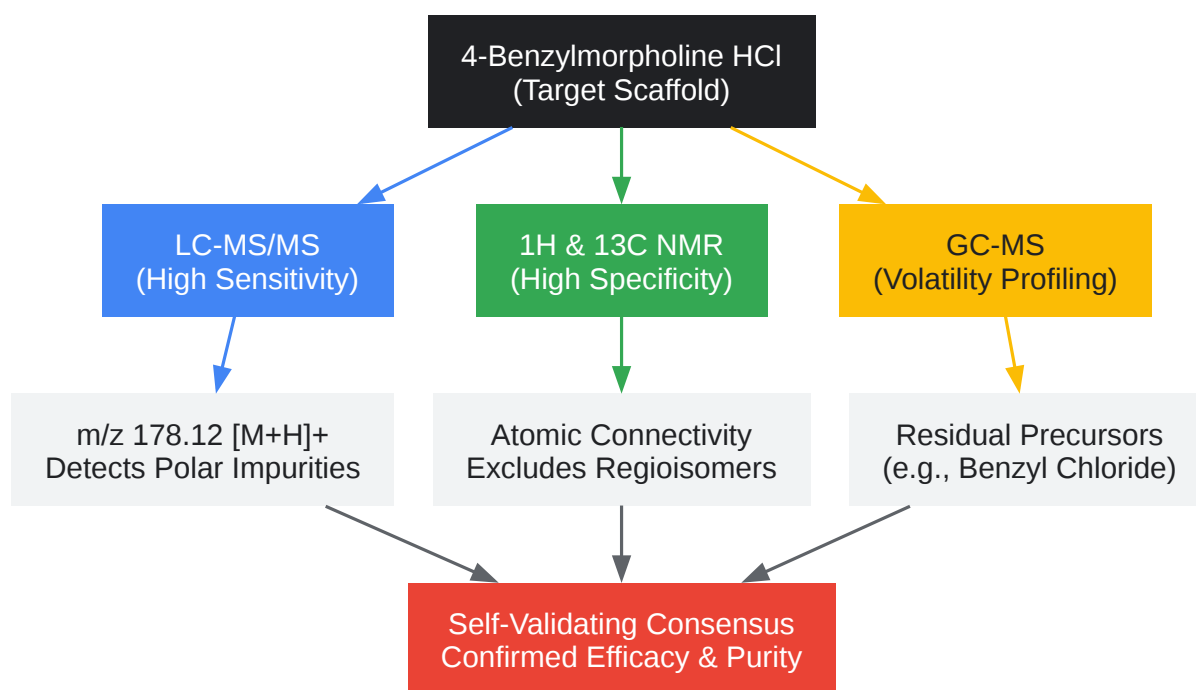 4-Benzylmorpholine HCl
(Target Scaffold)
LC-MS/MS
(High Sensitivity)
1H & 13C NMR
(High Specificity)
GC-MS
(Volatility Profiling)
m/z 178.12 [M+H]+
Detects Polar Impurities
Atomic Connectivity
Excludes Regioisomers
Residual Precursors
(e.g., Benzyl Chloride)
Self-Validating Consensus
Confirmed Efficacy & Purity